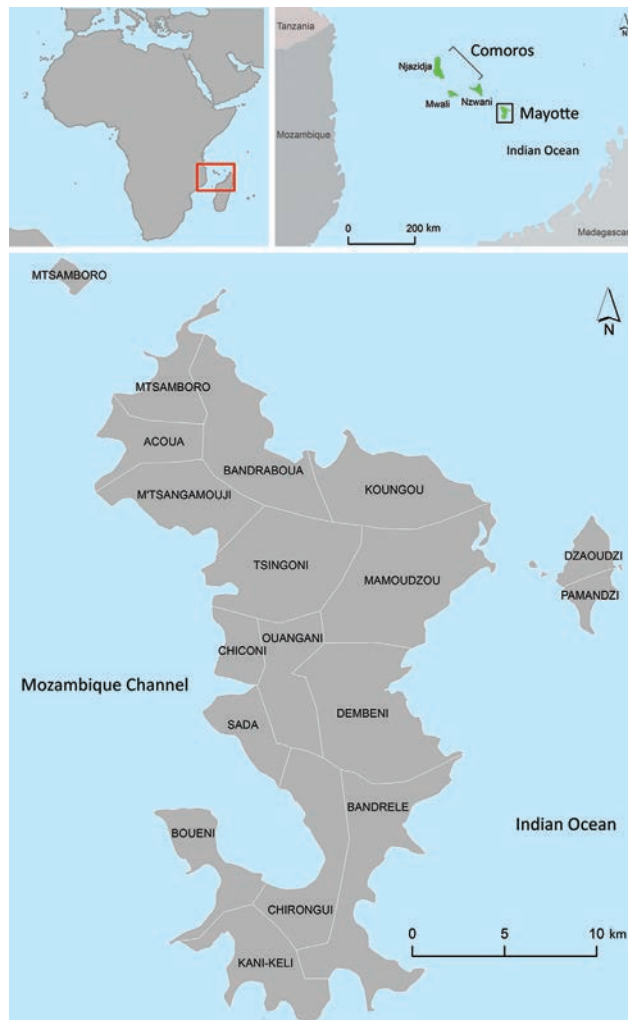 Tanzania
N
Comoros
Njazidja
Mwali
Nzwani
Mayotte
Mozambique
Indian Ocean
0 200 km
Madagascar
MTSAMBORO
N
MTSAMBORO
ACOUA
BANDRABOUA
KOUNGOU
M'TSANGAMOUJI
DZAOUDZI
TSINGONI
MAMOUDZOU
PAMANDZI
OUANGANI
CHICONI
Mozambique Channel
SADA
DEMBENI
BANDRELE
BOUENI
Indian Ocean
CHIRONGUI
0 5 10 km
KANI-KELI